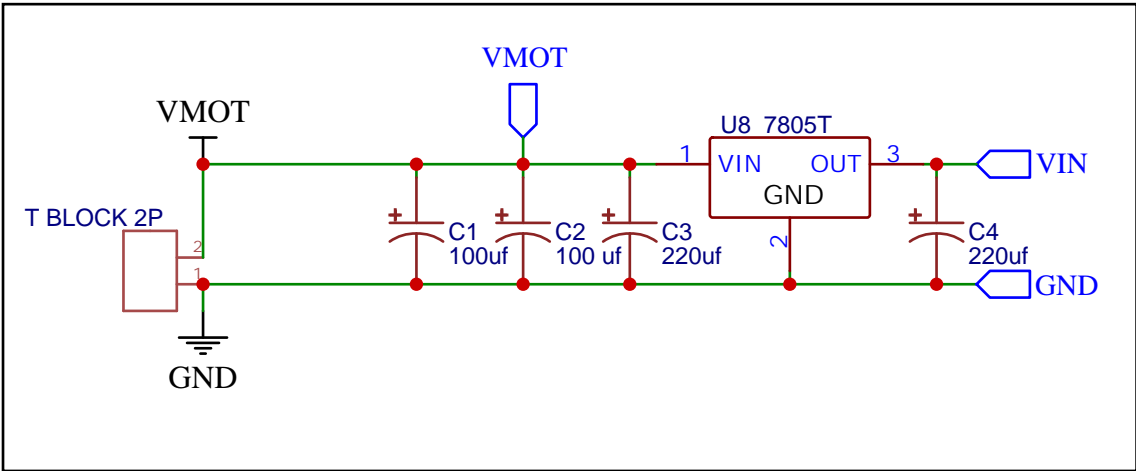 VMOT
VMOT
U8 7805T
1
VIN
OUT
3
VIN
GND
T BLOCK 2P
2
1
C1
100uf
C2
100 uf
C3
220uf
2
C4
220uf
GND
GND